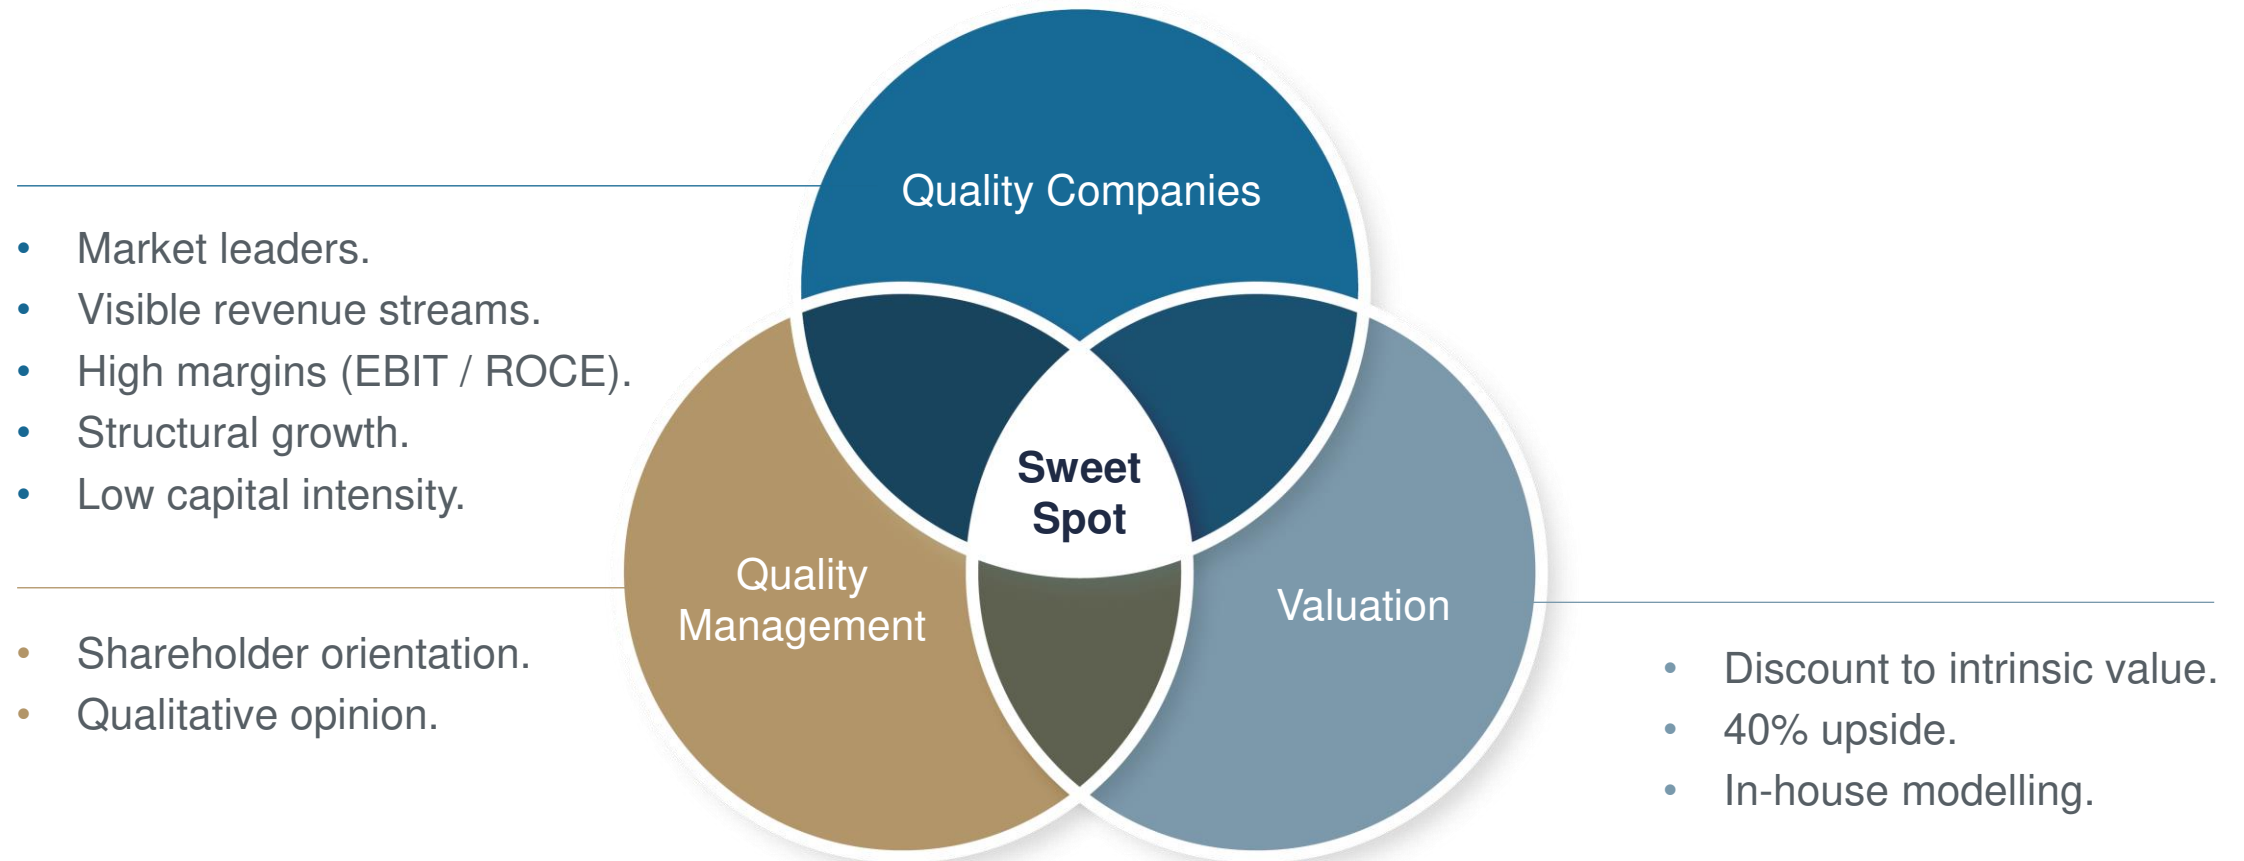 Quality Companies
• Market leaders.
• Visible revenue streams.
• High margins (EBIT / ROCE).
• Structural growth.
• Low capital intensity.
Sweet
Spot
Quality
Management
• Shareholder orientation.
• Qualitative opinion.
Valuation
• Discount to intrinsic value.
• 40% upside.
• In-house modelling.